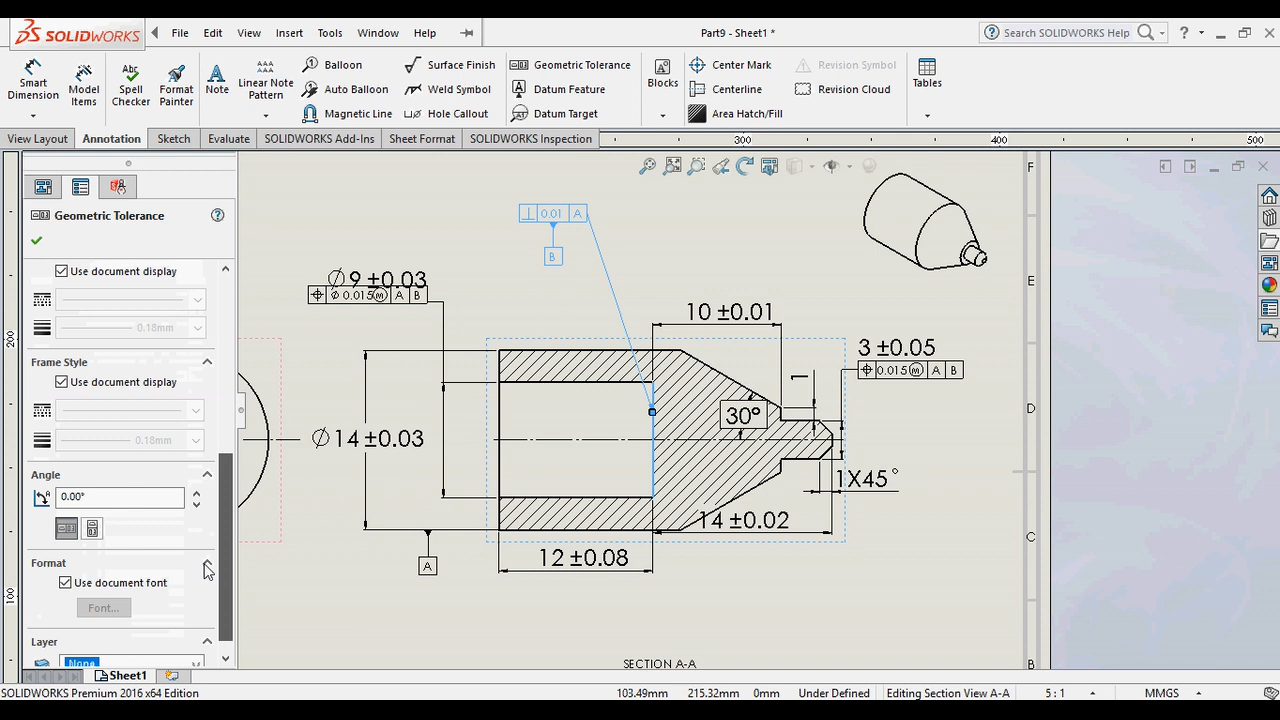 SOLIDWORKS
File Edit View Insert Tools Window Help
Part9 - Sheet1 *
Search SOLIDWORKS Help
Smart Dimension
Model Items
Abc
Spell Checker
Format Painter
Note
Linear Note Pattern
Balloon
Auto Balloon
Magnetic Line
Surface Finish
Weld Symbol
Hole Callout
Geometric Tolerance
Datum Feature
Datum Target
Blocks
Center Mark
Centerline
Area Hatch/Fill
Revision Symbol
Revision Cloud
Tables
View Layout Annotation Sketch Evaluate SOLIDWORKS Add-Ins Sheet Format SOLIDWORKS Inspection
300 400 500
200
100
Geometric Tolerance
Use document display
0.18mm
Frame Style
Use document display
0.18mm
Angle
0.00°
Format
Use document font
Font...
Layer
None
F
E
D
C
B
⊥ 0.01 A
B
∅9 ±0.03
⌖ ∅ 0.015Ⓜ A B
10 ±0.01
3 ±0.05
⌖ 0.015Ⓜ A B
1
30°
∅14 ±0.03
1X45°
14 ±0.02
12 ±0.08
A
SECTION A-A
Sheet1
SOLIDWORKS Premium 2016 x64 Edition
103.49mm 215.32mm 0mm Under Defined Editing Section View A-A 5 : 1 MMGS